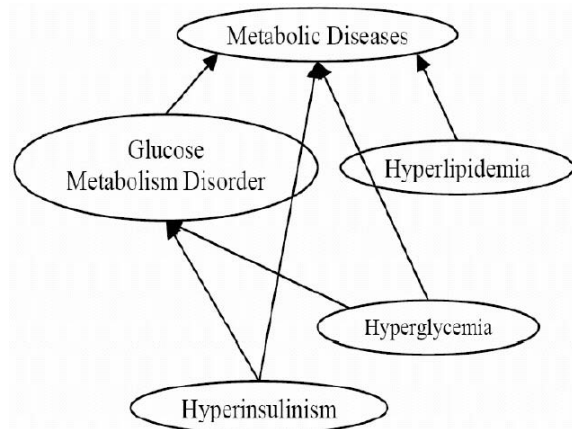 Metabolic Diseases
Glucose
Metabolism Disorder
Hyperlipidemia
Hyperglycemia
Hyperinsulinism